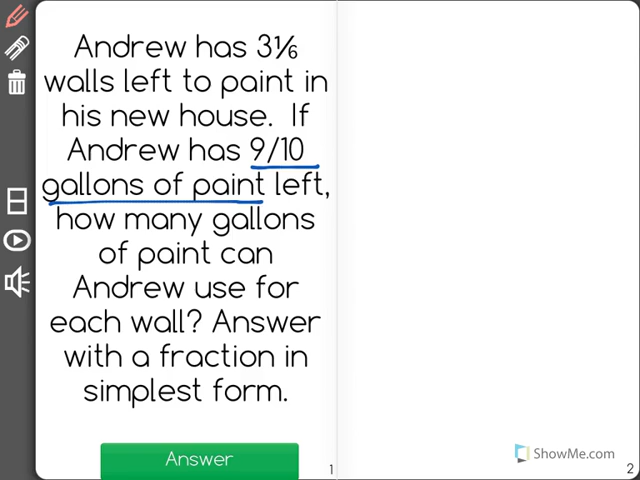 Andrew has 3⅙
walls left to paint in
his new house. If
Andrew has 9/10
gallons of paint left,
how many gallons
of paint can
Andrew use for
each wall? Answer
with a fraction in
simplest form.
Answer
1
ShowMe.com
2